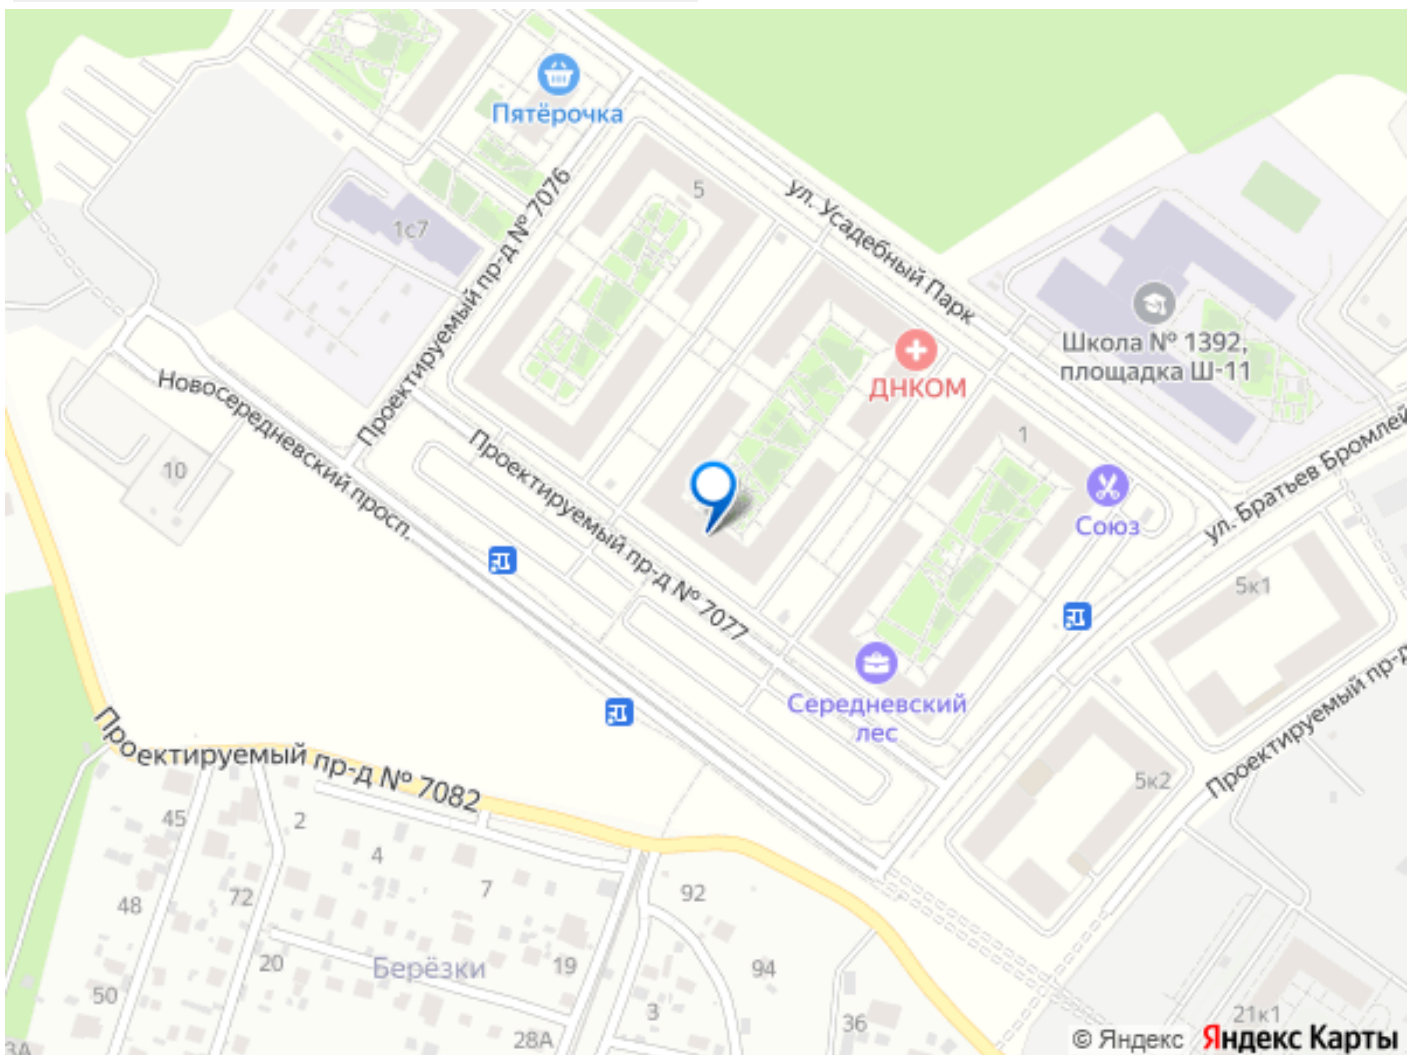 Пятёрочка
5
ул. Усадебный Парк
Проектируемый пр-д № 7076
1с7
ДНКОМ
Школа № 1392,
площадка Ш-11
Новосередневский просп.
10
Проектируемый пр-д № 7077
1
Союз
ул. Братьев Бромлей
5к1
Середневский
лес
5к2
Проектируемый пр-д
Проектируемый пр-д № 7082
45
2
4
7
48
72
92
Берёзки
20
19
94
50
3
36
28А
3А
21к1
© Яндекс Яндекс Карты